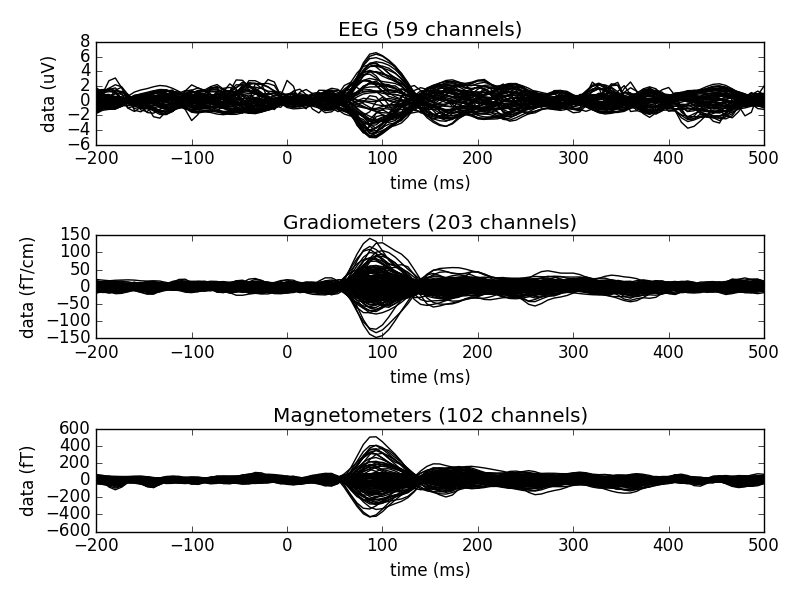 EEG (59 channels)
8
6
4
2
0
−2
−4
−6
data (uV)
−200 −100 0 100 200 300 400 500
time (ms)
Gradiometers (203 channels)
150
100
50
0
−50
−100
−150
data (fT/cm)
−200 −100 0 100 200 300 400 500
time (ms)
Magnetometers (102 channels)
600
400
200
0
−200
−400
−600
data (fT)
−200 −100 0 100 200 300 400 500
time (ms)